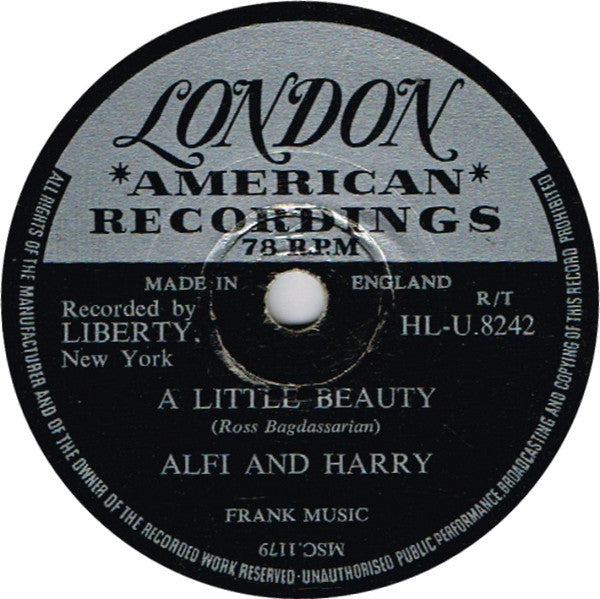 LONDON
*AMERICAN*
RECORDINGS
78 R.P.M
MADE IN ENGLAND
Recorded by
LIBERTY,
New York
R/T
HL-U.8242
A LITTLE BEAUTY
(Ross Bagdassarian)
ALFI AND HARRY
FRANK MUSIC
MSC.1179
ALL RIGHTS OF THE MANUFACTURER AND OF THE OWNER OF THE RECORDED WORK RESERVED·UNAUTHORISED PUBLIC PERFORMANCE,BROADCASTING AND COPYING OF THIS RECORD PROHIBITED